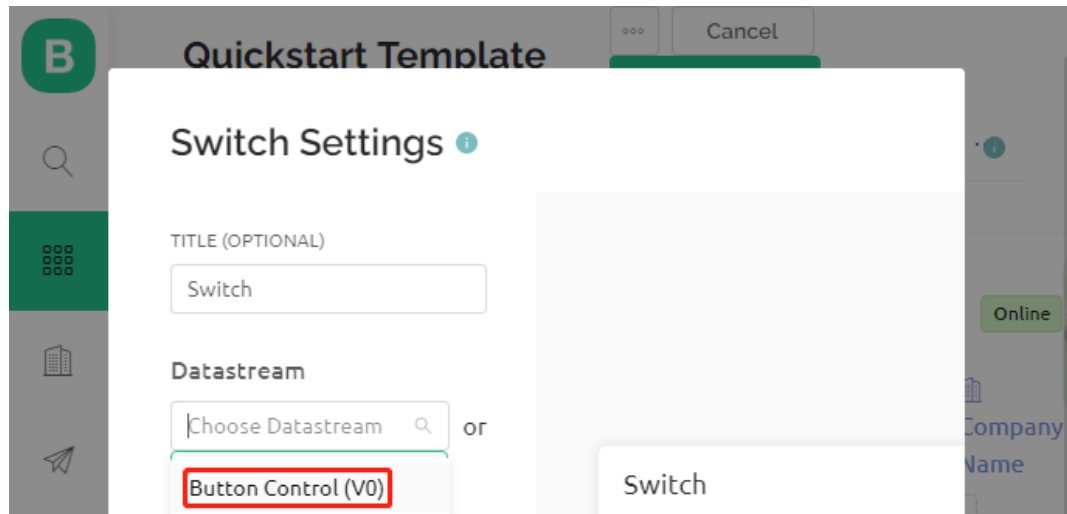 B
Quickstart Template
Cancel
Switch Settings
TITLE (OPTIONAL)
Switch
Online
Datastream
Choose Datastream or
Company
Name
Button Control (V0)
Switch